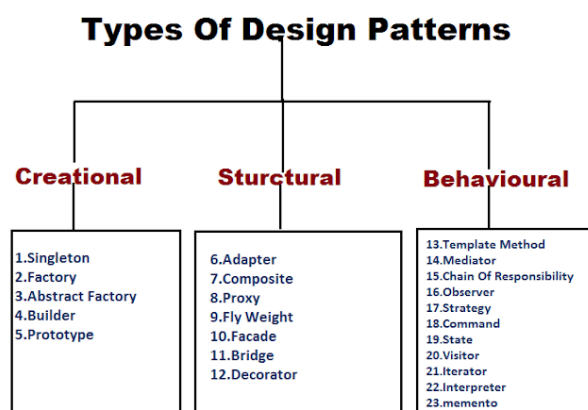 Types Of Design Patterns
Creational
Sturctural
Behavioural
1.Singleton
2.Factory
3.Abstract Factory
4.Builder
5.Prototype
6.Adapter
7.Composite
8.Proxy
9.Fly Weight
10.Facade
11.Bridge
12.Decorator
13.Template Method
14.Mediator
15.Chain Of Responsibility
16.Observer
17.Strategy
18.Command
19.State
20.Visitor
21.Iterator
22.Interpreter
23.memento